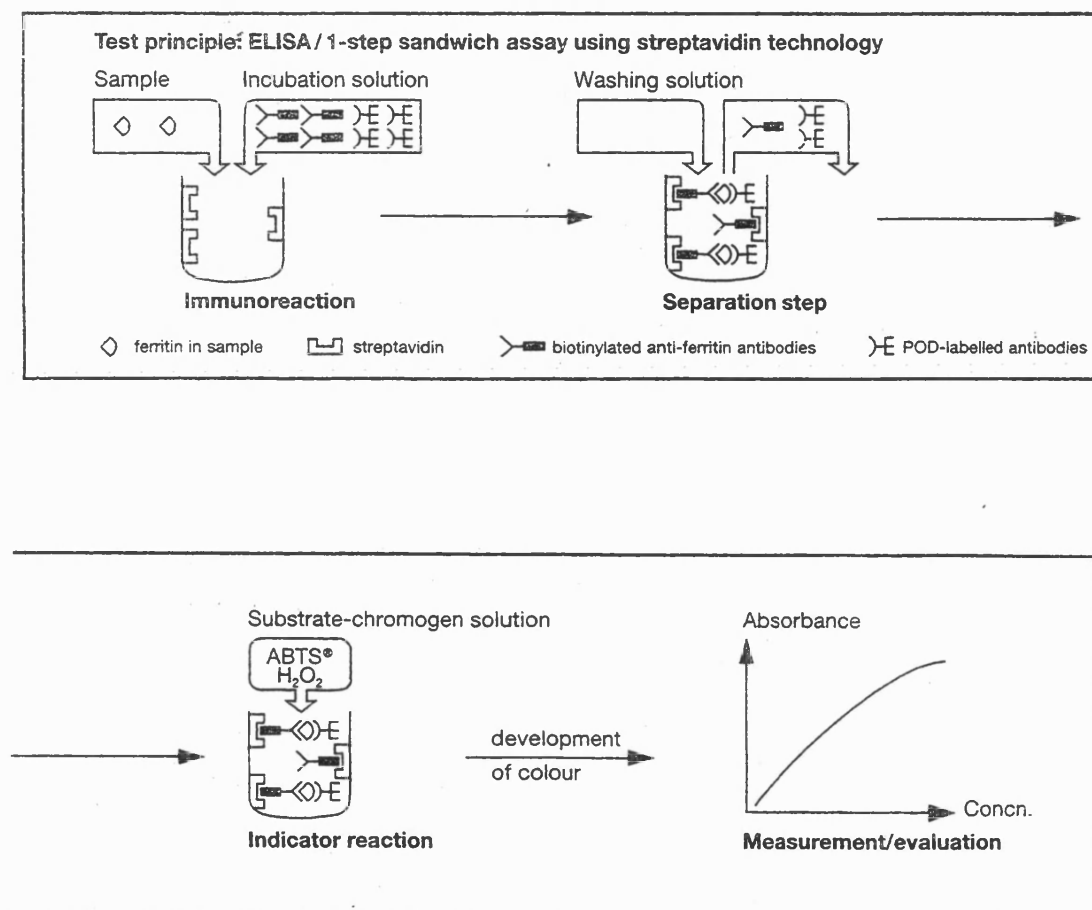 Test principle: ELISA / 1-step sandwich assay using streptavidin technology
Sample
Incubation solution
Washing solution
Immunoreaction
Separation step
ferritin in sample
streptavidin
biotinylated anti-ferritin antibodies
POD-labelled antibodies
Substrate-chromogen solution
ABTS®
H₂O₂
Indicator reaction
development
of colour
Absorbance
Concn.
Measurement/evaluation